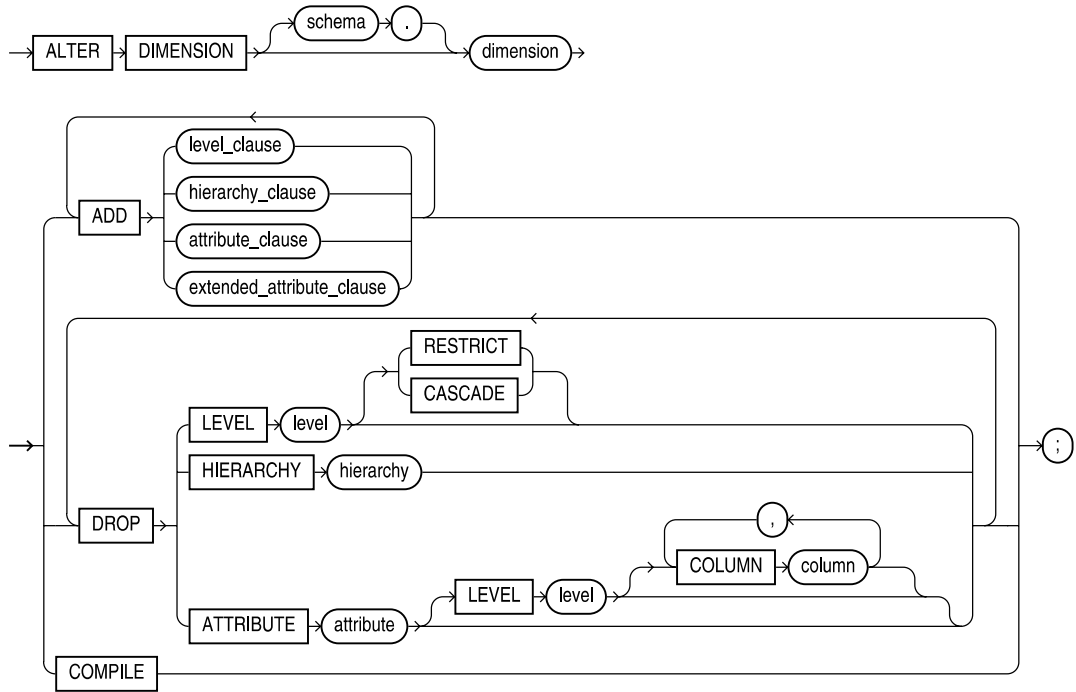 ALTER DIMENSION schema . dimension
level_clause
hierarchy_clause
ADD
attribute_clause
extended_attribute_clause
RESTRICT
CASCADE
LEVEL level
HIERARCHY hierarchy
;
DROP
,
COLUMN column
LEVEL level
ATTRIBUTE attribute
COMPILE